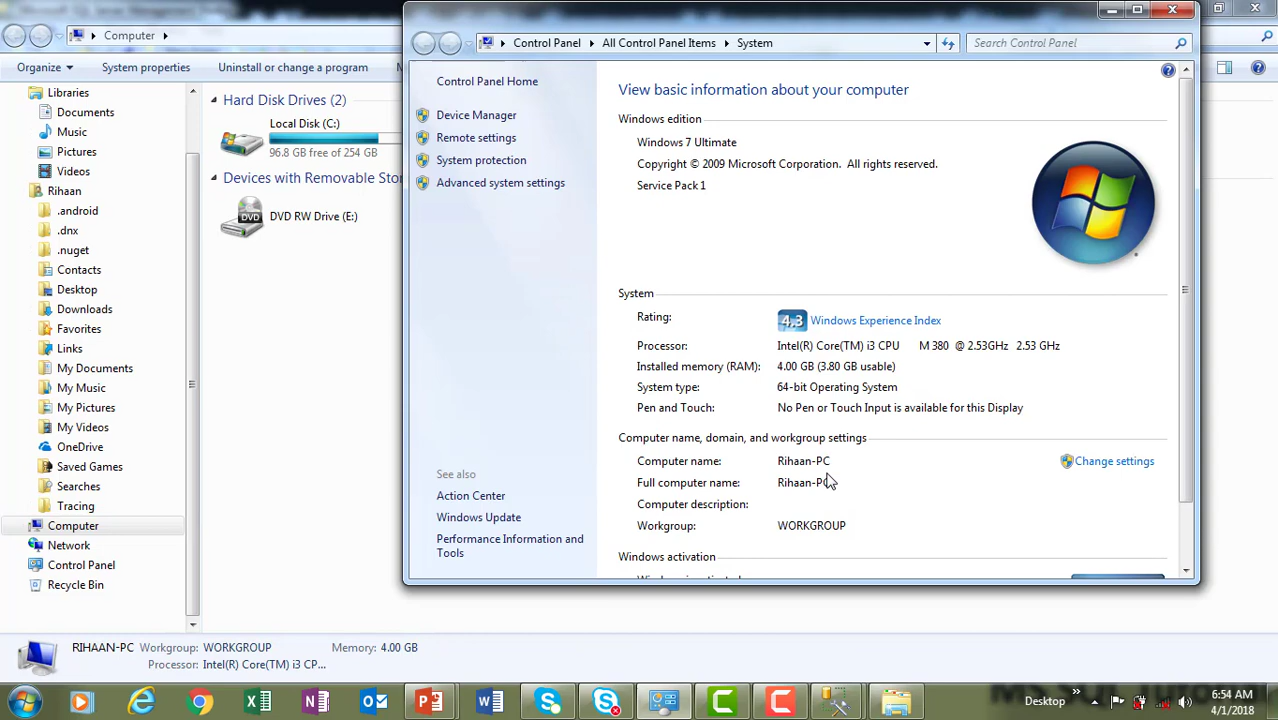 Microsoft SQL Server Management Studio
Computer
Organize
System properties
Uninstall or change a program
Libraries
Documents
Music
Pictures
Videos
Rihaan
.android
.dnx
.nuget
Contacts
Desktop
Downloads
Favorites
Links
My Documents
My Music
My Pictures
My Videos
OneDrive
Saved Games
Searches
Tracing
Computer
Network
Control Panel
Recycle Bin
Hard Disk Drives (2)
Local Disk (C:)
96.8 GB free of 254 GB
Devices with Removable Stor
DVD
DVD RW Drive (E:)
Control Panel
All Control Panel Items
System
Search Control Panel
Control Panel Home
Device Manager
Remote settings
System protection
Advanced system settings
See also
Action Center
Windows Update
Performance Information and
Tools
View basic information about your computer
Windows edition
Windows 7 Ultimate
Copyright © 2009 Microsoft Corporation. All rights reserved.
Service Pack 1
System
Rating: 4.3 Windows Experience Index
Processor: Intel(R) Core(TM) i3 CPU M 380 @ 2.53GHz 2.53 GHz
Installed memory (RAM): 4.00 GB (3.80 GB usable)
System type: 64-bit Operating System
Pen and Touch: No Pen or Touch Input is available for this Display
Computer name, domain, and workgroup settings
Computer name: Rihaan-PC Change settings
Full computer name: Rihaan-PC
Computer description:
Workgroup: WORKGROUP
Windows activation
RIHAAN-PC Workgroup: WORKGROUP Memory: 4.00 GB
Processor: Intel(R) Core(TM) i3 CP...
Desktop
6:54 AM
4/1/2018